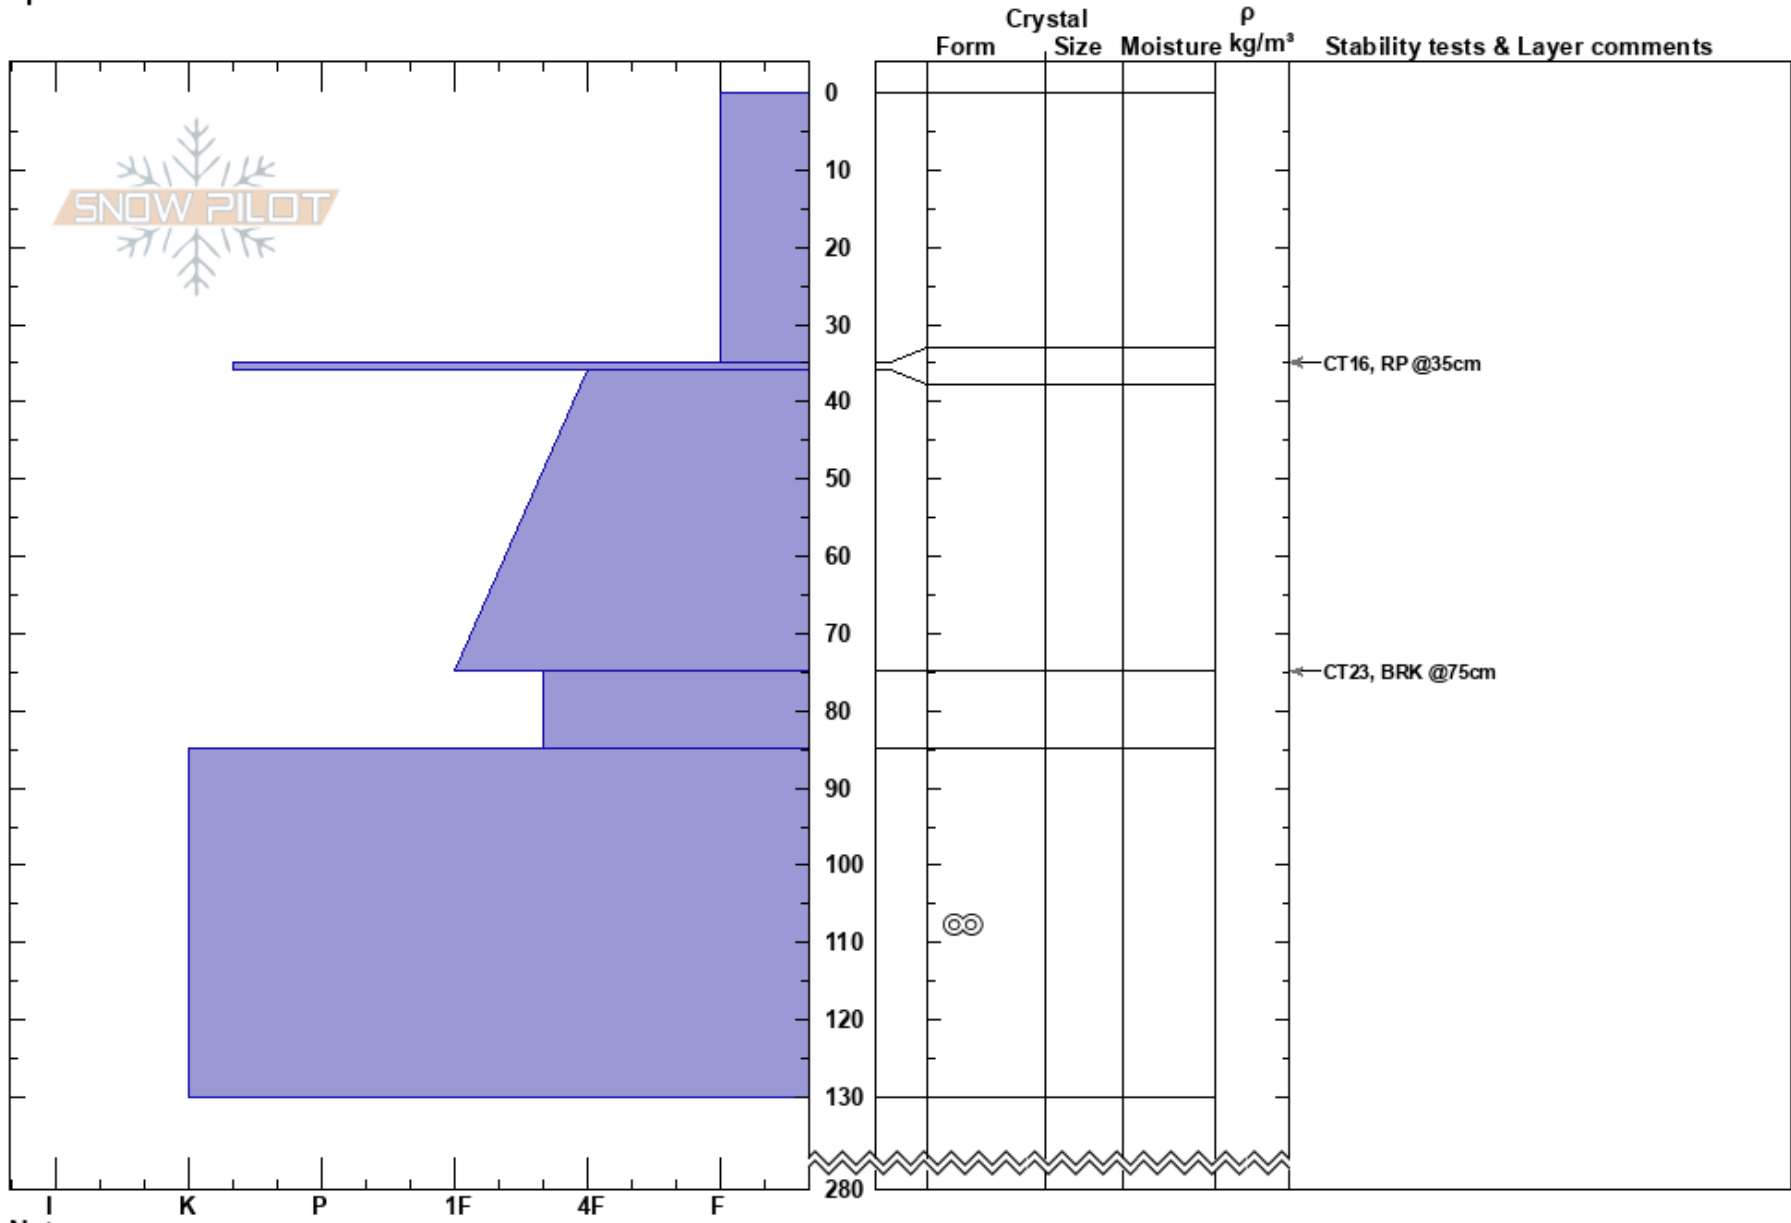 Crystal
ρ
Form Size Moisture kg/m³ Stability tests & Layer comments
0
10
SNOW PILOT
20
30
CT16, RP @35cm
40
50
60
70
CT23, BRK @75cm
80
90
100
110
120
130
280
I K P 1F 4F F